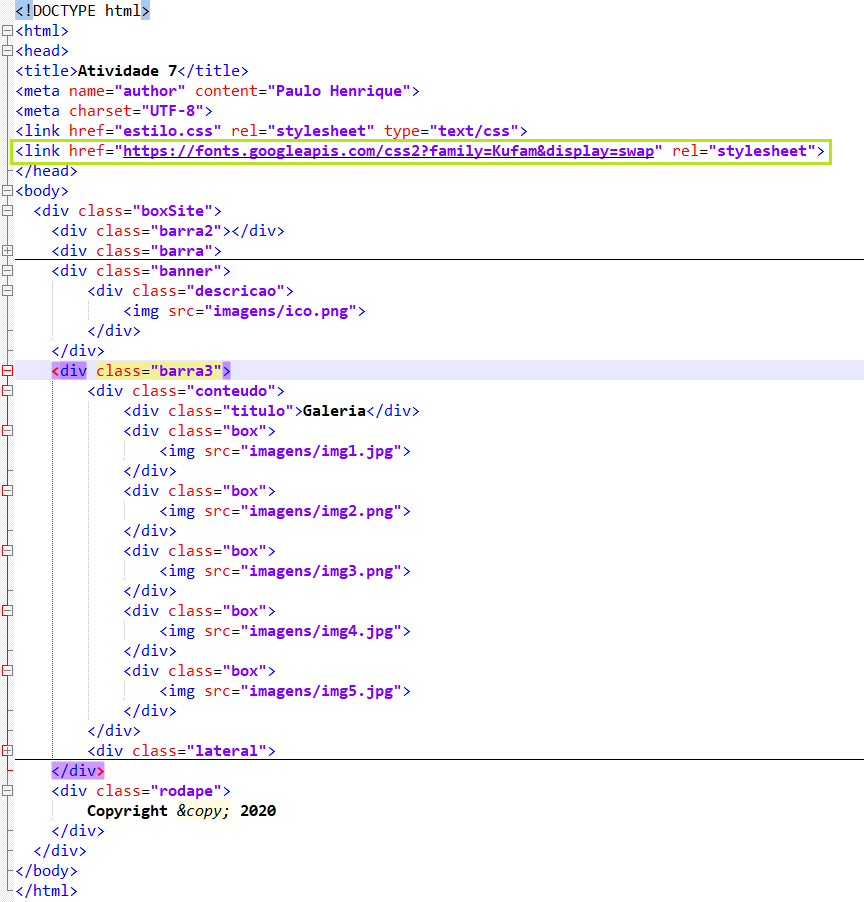 <!DOCTYPE html>
<html>
<head>
<title>Atividade 7</title>
<meta name="author" content="Paulo Henrique">
<meta charset="UTF-8">
<link href="estilo.css" rel="stylesheet" type="text/css">
<link href="https://fonts.googleapis.com/css2?family=Kufam&display=swap" rel="stylesheet">
</head>
<body>
<div class="boxSite">
<div class="barra2"></div>
<div class="barra">
<div class="banner">
<div class="descricao">
<img src="imagens/ico.png">
</div>
</div>
<div class="barra3">
<div class="conteudo">
<div class="titulo">Galeria</div>
<div class="box">
<img src="imagens/img1.jpg">
</div>
<div class="box">
<img src="imagens/img2.png">
</div>
<div class="box">
<img src="imagens/img3.png">
</div>
<div class="box">
<img src="imagens/img4.jpg">
</div>
<div class="box">
<img src="imagens/img5.jpg">
</div>
</div>
<div class="lateral">
</div>
<div class="rodape">
Copyright &copy; 2020
</div>
</div>
</body>
</html>